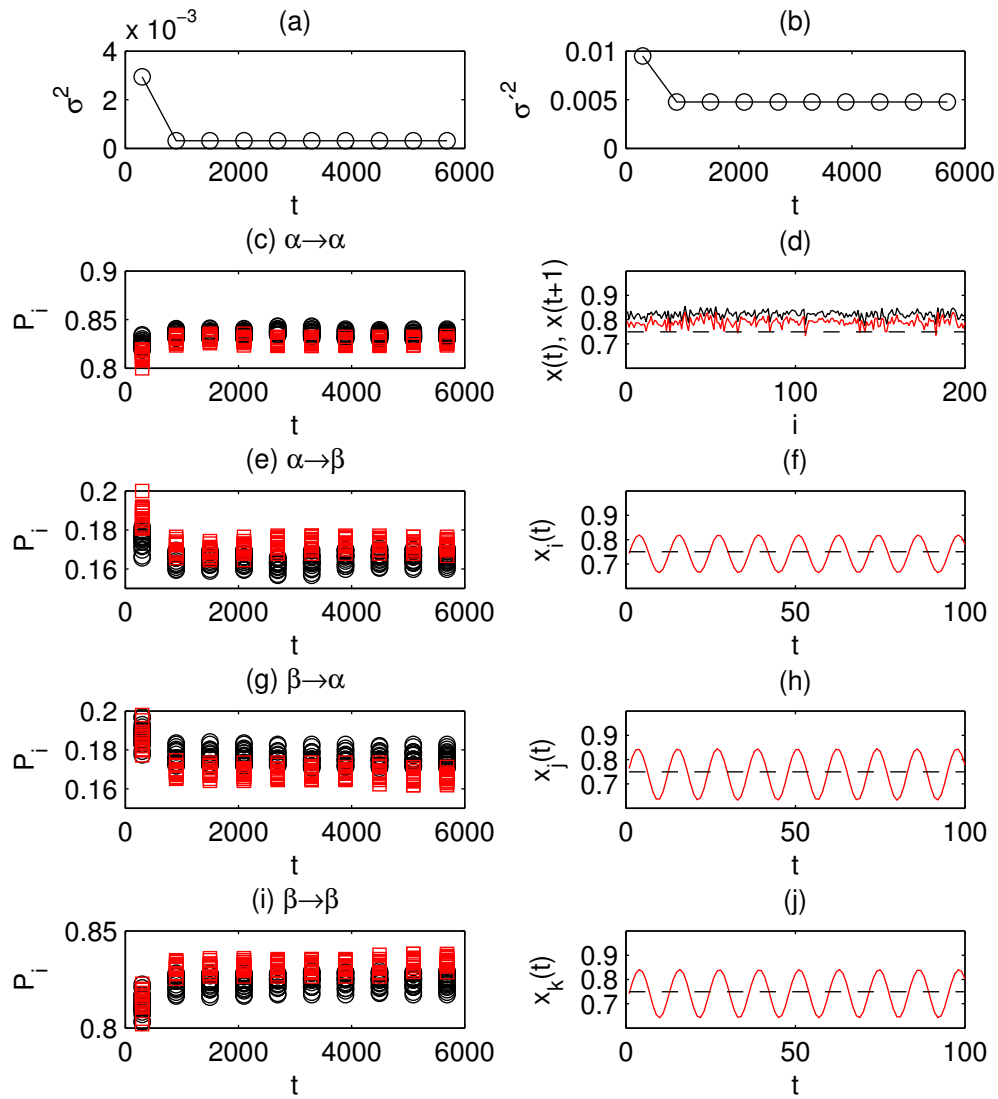 (a)
x 10⁻³
4
2
0
σ²
0 2000 4000 6000
t
(b)
0.01
0.005
0
σ´²
0 2000 4000 6000
t
(c) α→α
0.9
0.85
0.8
P_i
0 2000 4000 6000
t
(d)
0.9
0.8
0.7
x(t), x(t+1)
0 100 200
i
(e) α→β
0.2
0.18
0.16
P_i
0 2000 4000 6000
t
(f)
0.9
0.8
0.7
x_i(t)
0 50 100
t
(g) β→α
0.2
0.18
0.16
P_i
0 2000 4000 6000
t
(h)
0.9
0.8
0.7
x_j(t)
0 50 100
t
(i) β→β
0.85
0.8
P_i
0 2000 4000 6000
t
(j)
0.9
0.8
0.7
x_k(t)
0 50 100
t